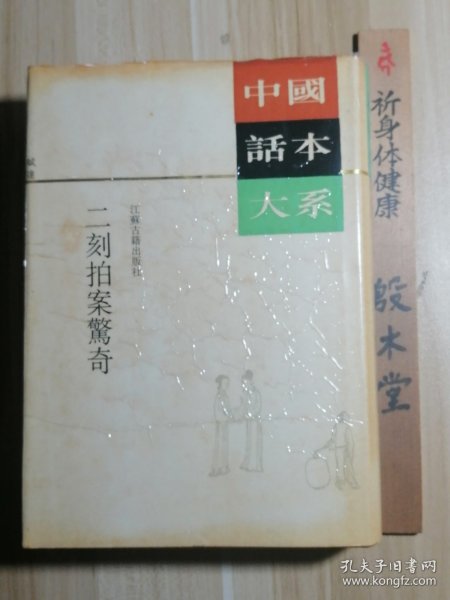 中國
話本
大系
江蘇古籍出版社
二刻拍案驚奇
祈身体健康
殷木堂
孔夫子旧书网
www.kongfz.com